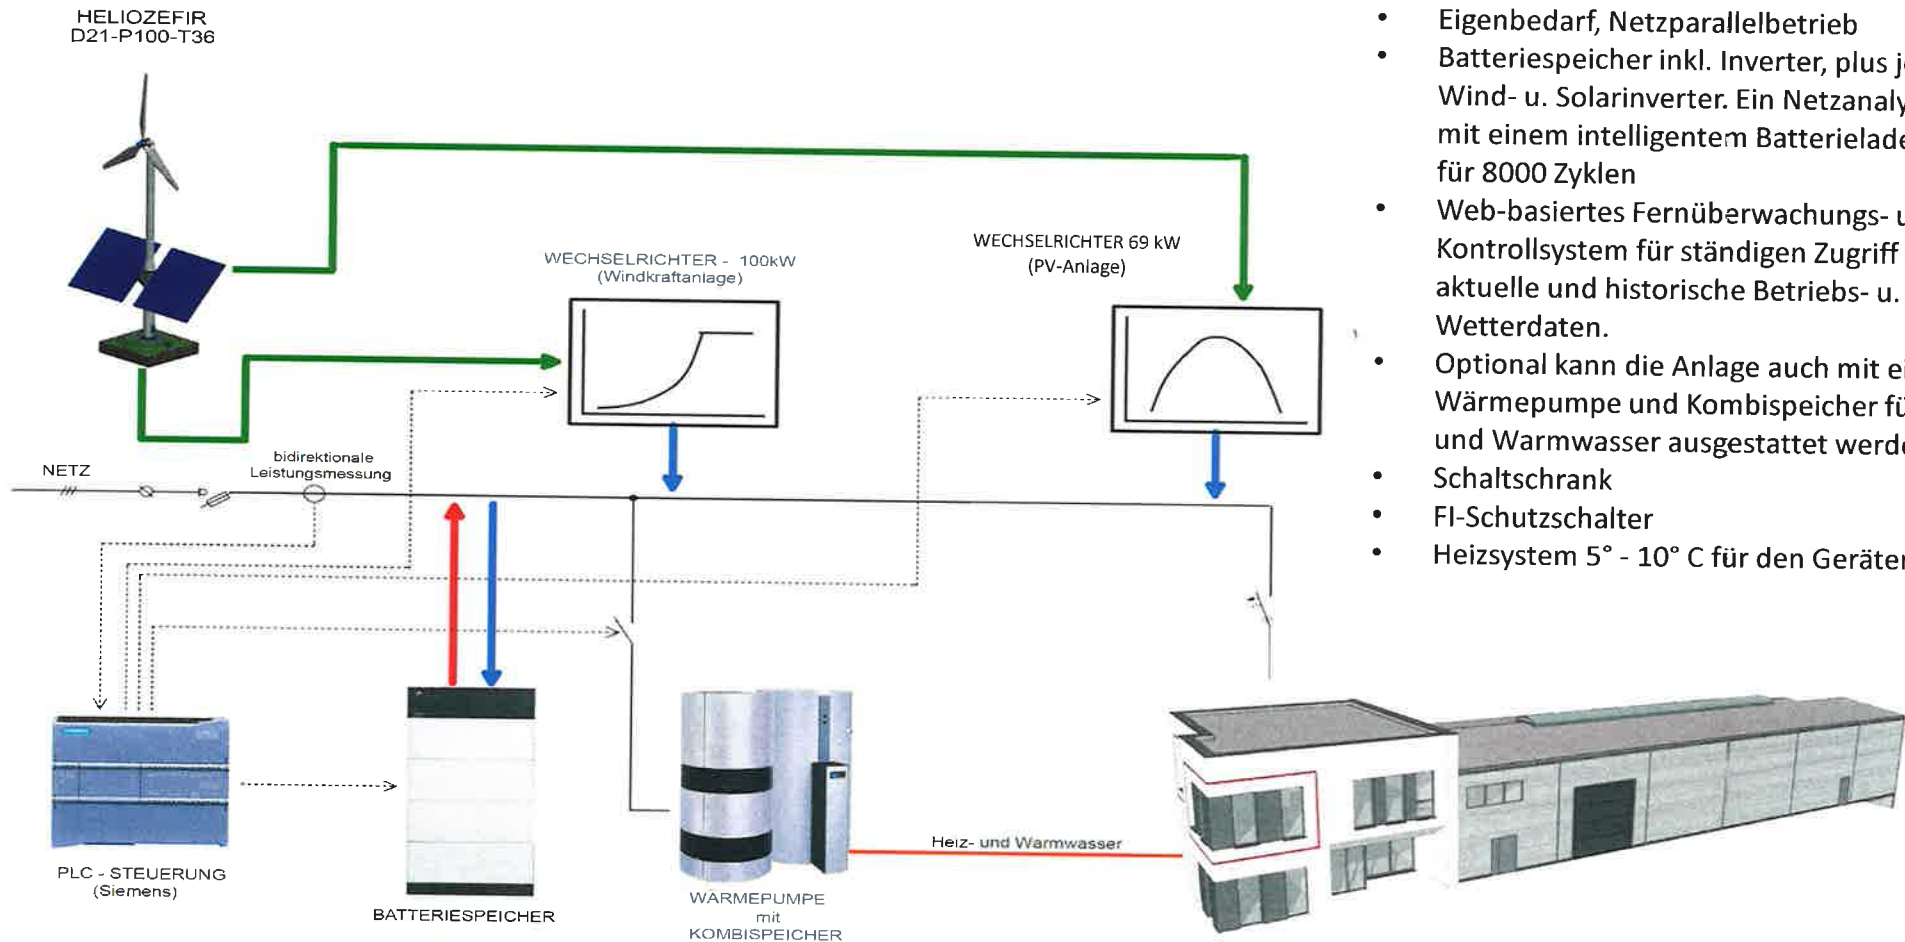 HELIOZEFIR
D21-P100-T36
WECHSELRICHTER - 100kW
(Windkraftanlage)
WECHSELRICHTER 69 kW
(PV-Anlage)
NETZ
bidirektionale
Leistungsmessung
PLC - STEUERUNG
(Siemens)
BATTERIESPEICHER
WÄRMEPUMPE
mit
KOMBISPEICHER
Heiz- und Warmwasser
• Eigenbedarf, Netzparallelbetrieb
• Batteriespeicher inkl. Inverter, plus j
Wind- u. Solarinverter. Ein Netzanaly
mit einem intelligentem Batterielade
für 8000 Zyklen
• Web-basiertes Fernüberwachungs- u
Kontrollsystem für ständigen Zugriff
aktuelle und historische Betriebs- u.
Wetterdaten.
• Optional kann die Anlage auch mit ei
Wärmepumpe und Kombispeicher fü
und Warmwasser ausgestattet werde
• Schaltschrank
• FI-Schutzschalter
• Heizsystem 5° - 10° C für den Geräte